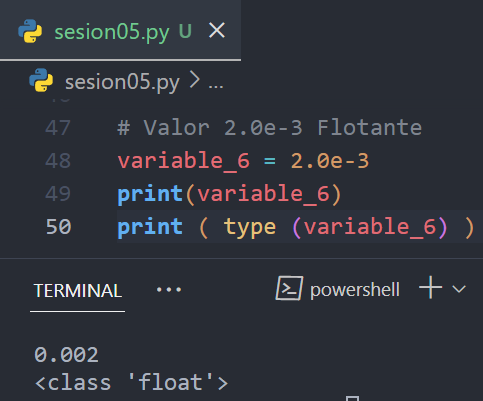 sesion05.py U ×
sesion05.py > ...
47 # Valor 2.0e-3 Flotante
48 variable_6 = 2.0e-3
49 print(variable_6)
50 print ( type (variable_6) )
TERMINAL ... powershell + ∨
0.002
<class 'float'>